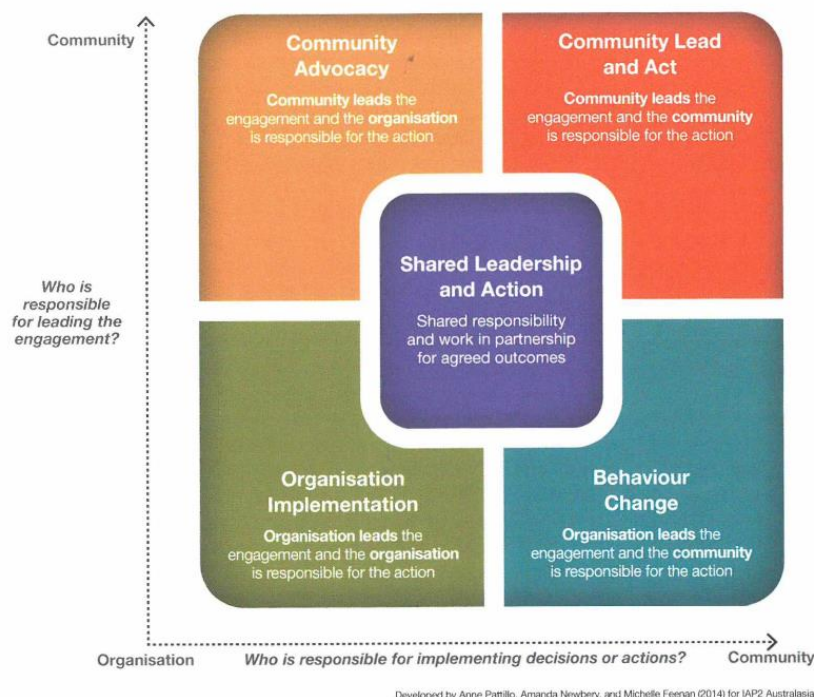 Community
Community
Advocacy
Community leads the
engagement and the organisation
is responsible for the action
Community Lead
and Act
Community leads the
engagement and the community
is responsible for the action
Who is
responsible
for leading the
engagement?
Shared Leadership
and Action
Shared responsibility
and work in partnership
for agreed outcomes
Organisation
Implementation
Organisation leads the
engagement and the organisation
is responsible for the action
Behaviour
Change
Organisation leads the
engagement and the community
is responsible for the action
Organisation
Who is responsible for implementing decisions or actions?
Community
Developed by Anne Pattillo, Amanda Newbery, and Michelle Feenan (2014) for IAP2 Australasia